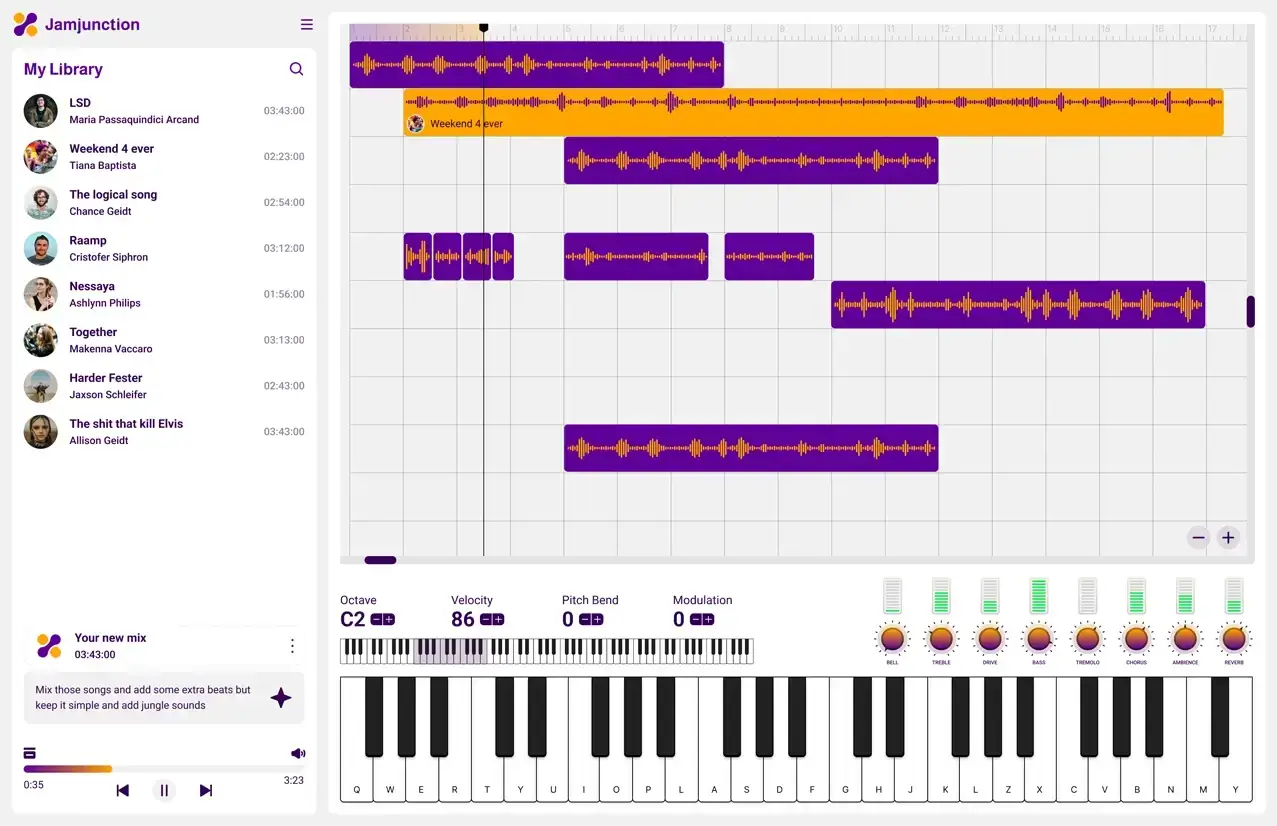 Jamjunction
My Library
LSD
Maria Passaquindici Arcand
03:43:00
Weekend 4 ever
Tiana Baptista
02:23:00
The logical song
Chance Geidt
02:54:00
Raamp
Cristofer Siphron
03:12:00
Nessaya
Ashlynn Philips
01:56:00
Together
Makenna Vaccaro
03:13:00
Harder Fester
Jaxson Schleifer
02:43:00
The shit that kill Elvis
Allison Geidt
03:43:00
Your new mix
03:43:00
Mix those songs and add some extra beats but
keep it simple and add jungle sounds
0:35
3:23
1 2 4 5 6 7 8 9 10 11 12 13 14 15 16 17
Weekend 4 ever
Octave
C2
Velocity
86
Pitch Bend
0
Modulation
0
BELL TREBLE DRIVE BASS TREMOLO CHORUS AMBIENCE REVERB
Q W E R T Y U I O P L A S D F G H J K L Z X C V B N M Y